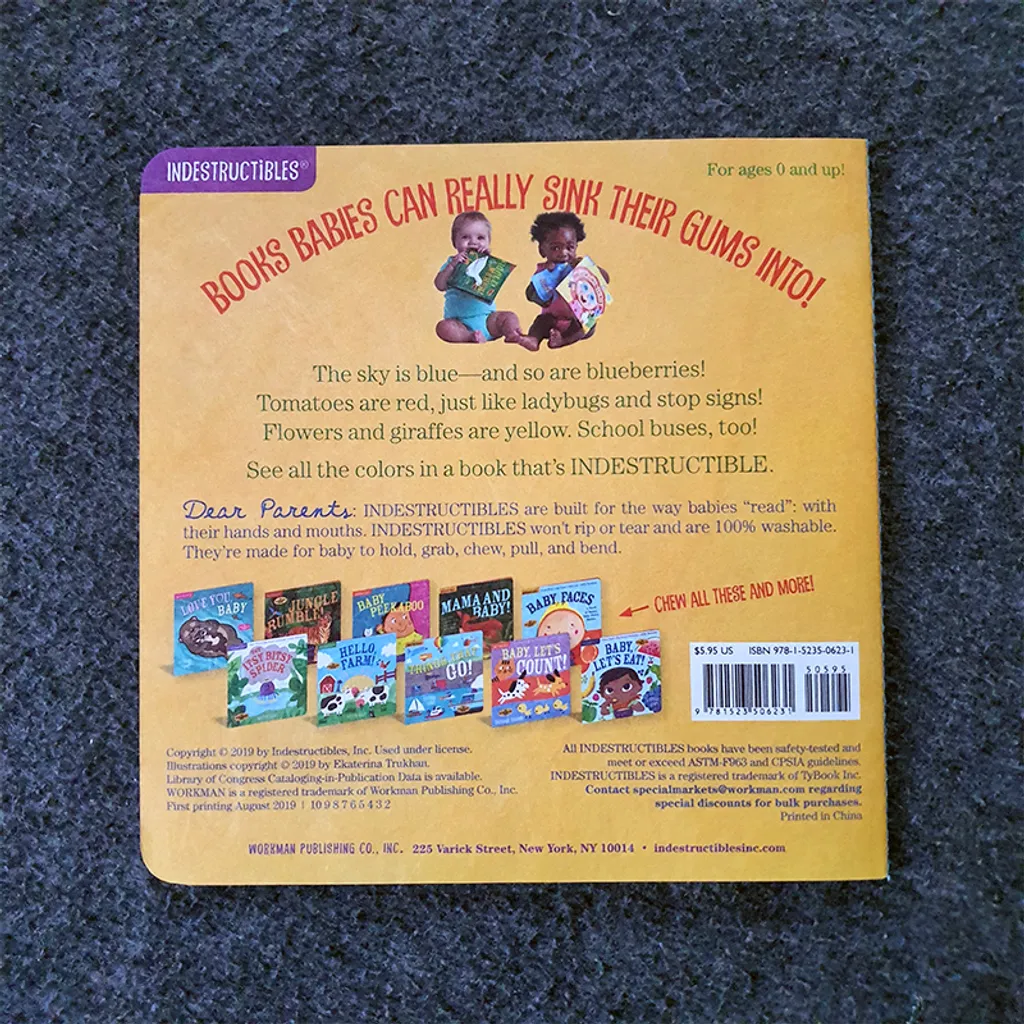 INDESTRUCTIBLES®
For ages 0 and up!
BOOKS BABIES CAN REALLY SINK THEIR GUMS INTO!
The sky is blue—and so are blueberries!
Tomatoes are red, just like ladybugs and stop signs!
Flowers and giraffes are yellow. School buses, too!
See all the colors in a book that's INDESTRUCTIBLE.
Dear Parents: INDESTRUCTIBLES are built for the way babies "read": with
their hands and mouths. INDESTRUCTIBLES won't rip or tear and are 100% washable.
They're made for baby to hold, grab, chew, pull, and bend.
LOVE YOU, BABY
JUNGLE RUMBLE!
BABY PEEKABOO
MAMA AND BABY!
BABY FACES
CHEW ALL THESE AND MORE!
THE ITSY BITSY SPIDER
HELLO, FARM!
THINGS THAT GO!
BABY, LET'S COUNT!
BABY, LET'S EAT!
$5.95 US ISBN 978-1-5235-0623-1
50595
9 781523 506231
Copyright © 2019 by Indestructibles, Inc. Used under license.
Illustrations copyright © 2019 by Ekaterina Trukhan.
Library of Congress Cataloging-in-Publication Data is available.
WORKMAN is a registered trademark of Workman Publishing Co., Inc.
First printing August 2019 | 10 9 8 7 6 5 4 3 2
All INDESTRUCTIBLES books have been safety-tested and
meet or exceed ASTM-F963 and CPSIA guidelines.
INDESTRUCTIBLES is a registered trademark of TyBook Inc.
Contact specialmarkets@workman.com regarding
special discounts for bulk purchases.
Printed in China
WORKMAN PUBLISHING CO., INC. 225 Varick Street, New York, NY 10014 • indestructiblesinc.com